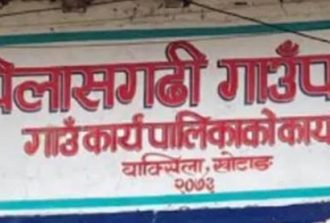 पिलासगढी गाउँप
गाउँ कार्यपालिकाको कार्य
वाक्सिला, खोटाङ
२०७३